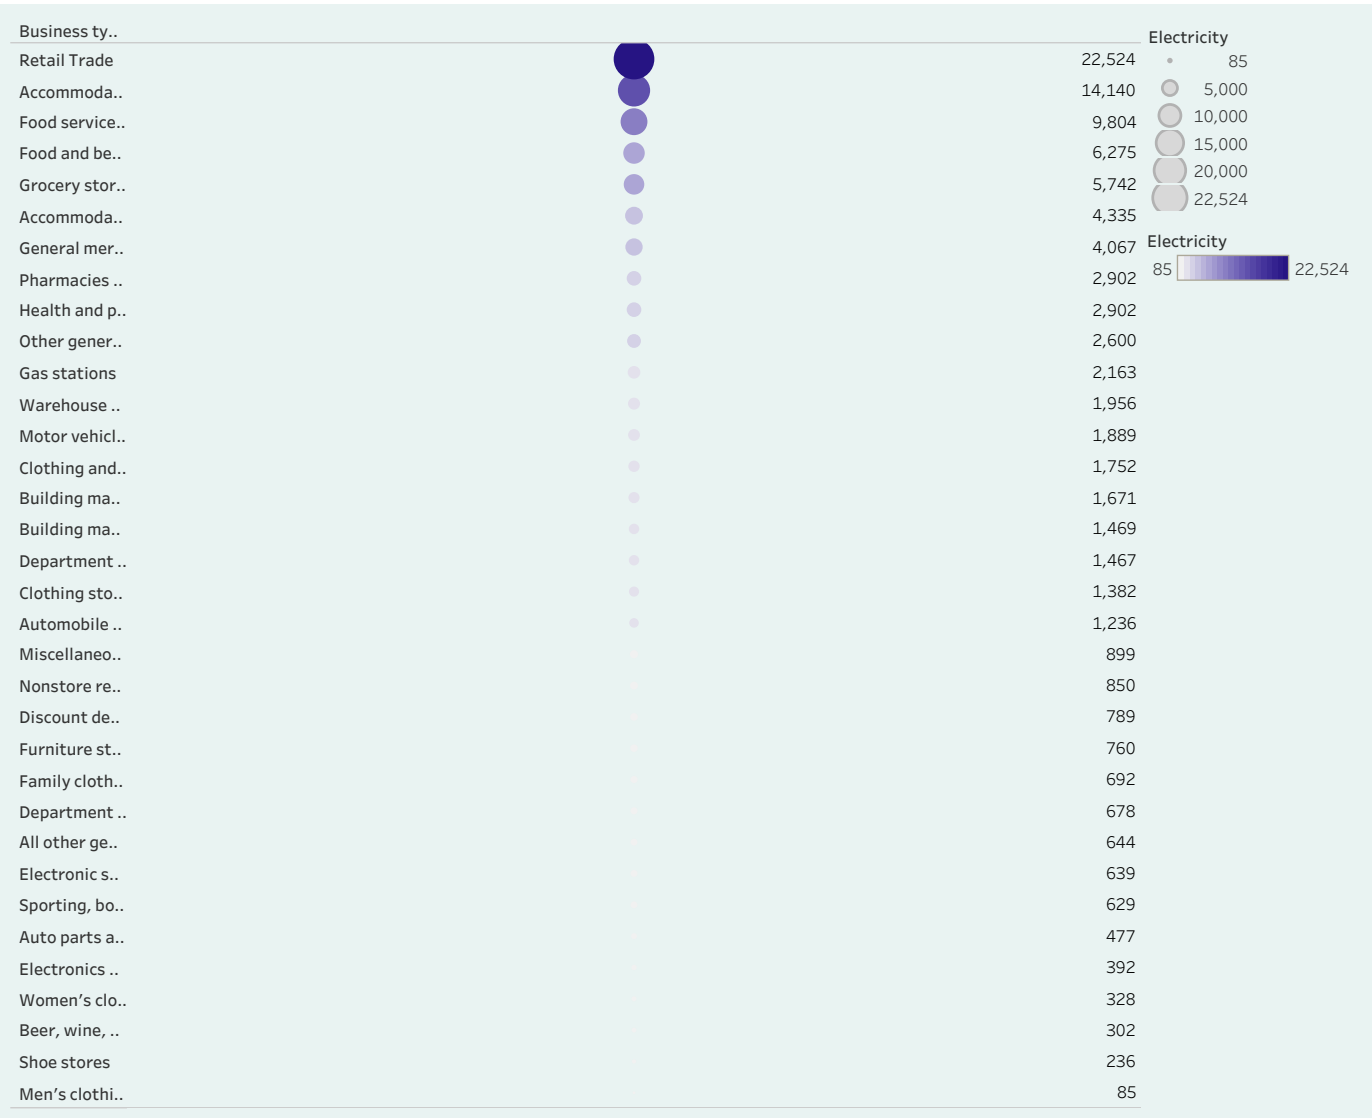 Business ty..
Retail Trade 22,524
Accommoda.. 14,140
Food service.. 9,804
Food and be.. 6,275
Grocery stor.. 5,742
Accommoda.. 4,335
General mer.. 4,067
Pharmacies .. 2,902
Health and p.. 2,902
Other gener.. 2,600
Gas stations 2,163
Warehouse .. 1,956
Motor vehicl.. 1,889
Clothing and.. 1,752
Building ma.. 1,671
Building ma.. 1,469
Department .. 1,467
Clothing sto.. 1,382
Automobile .. 1,236
Miscellaneo.. 899
Nonstore re.. 850
Discount de.. 789
Furniture st.. 760
Family cloth.. 692
Department .. 678
All other ge.. 644
Electronic s.. 639
Sporting, bo.. 629
Auto parts a.. 477
Electronics .. 392
Women's clo.. 328
Beer, wine, .. 302
Shoe stores 236
Men's clothi.. 85
Electricity
85
5,000
10,000
15,000
20,000
22,524
Electricity
85 22,524